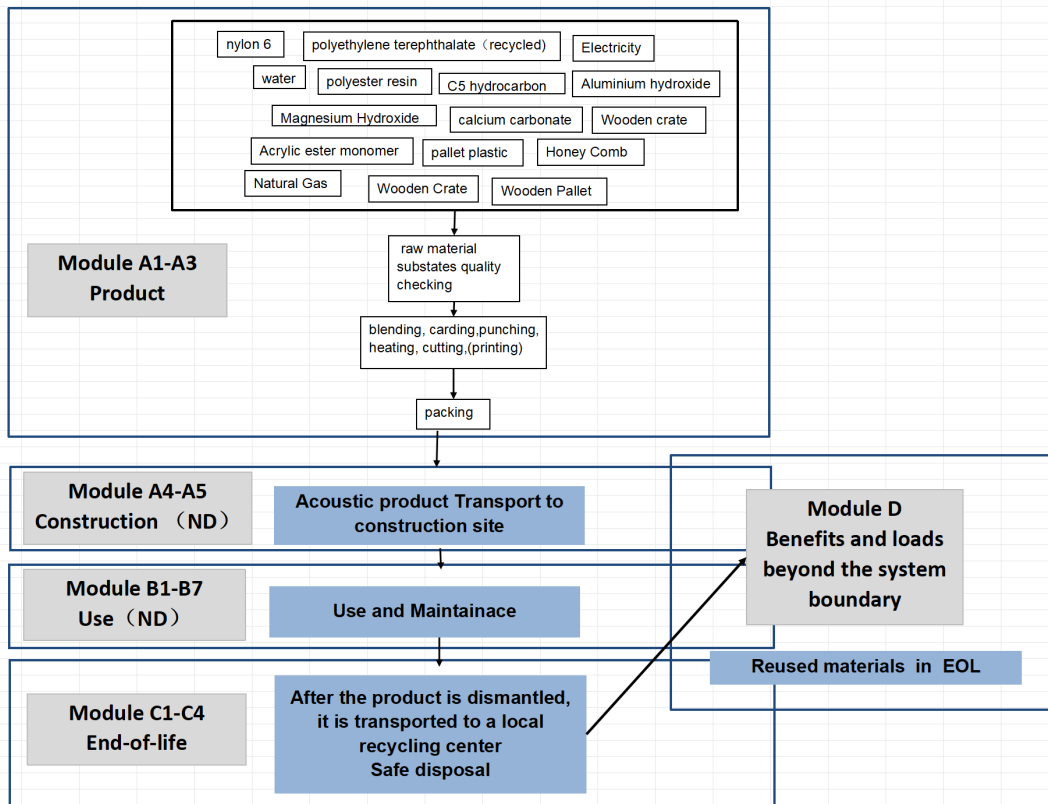 nylon 6
polyethylene terephthalate（recycled)
Electricity
water
polyester resin
C5 hydrocarbon
Aluminium hydroxide
Magnesium Hydroxide
calcium carbonate
Wooden crate
Acrylic ester monomer
pallet plastic
Honey Comb
Natural Gas
Wooden Crate
Wooden Pallet
raw material
substates quality
checking
Module A1-A3
Product
blending, carding,punching,
heating, cutting,(printing)
packing
Module A4-A5
Construction （ND）
Acoustic product Transport to
construction site
Module D
Benefits and loads
beyond the system
boundary
Module B1-B7
Use（ND）
Use and Maintainace
Reused materials in EOL
Module C1-C4
End-of-life
After the product is dismantled,
it is transported to a local
recycling center
Safe disposal